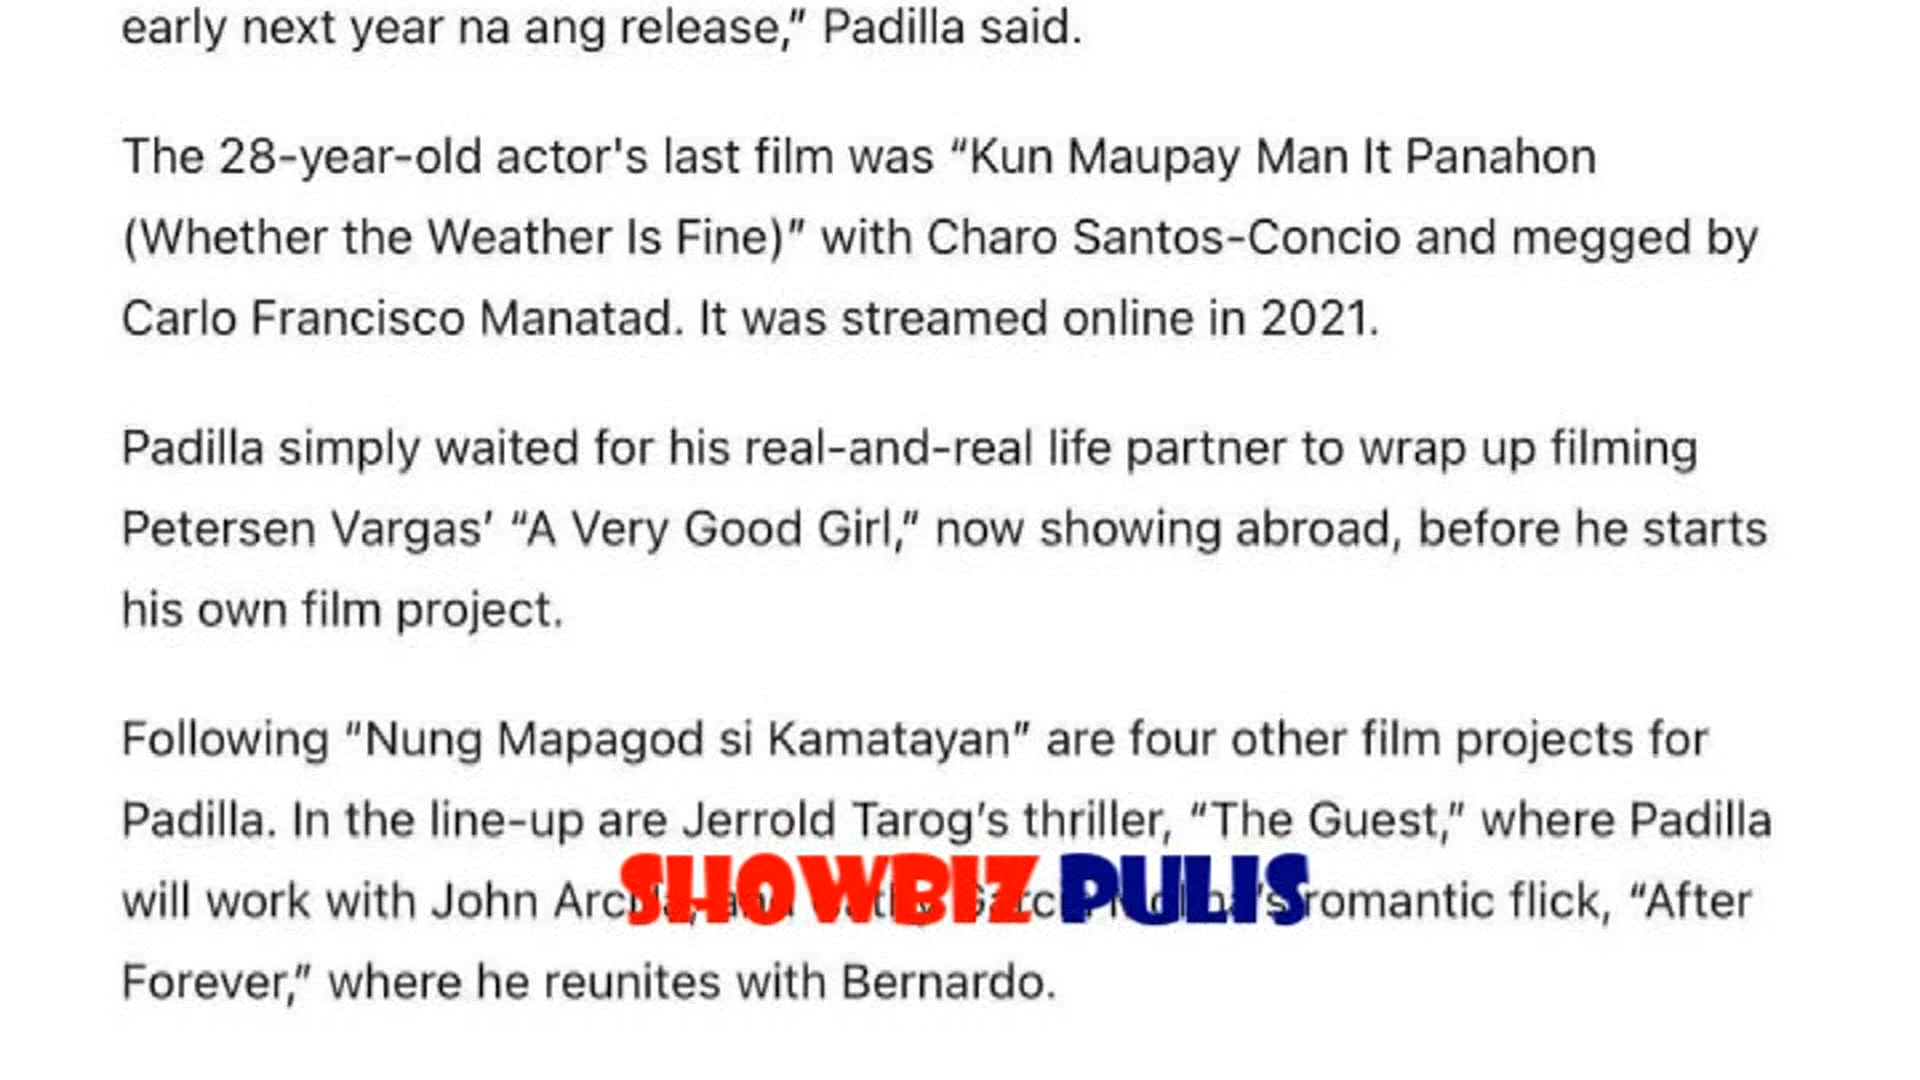 early next year na ang release,” Padilla said.
The 28-year-old actor's last film was “Kun Maupay Man It Panahon
(Whether the Weather Is Fine)” with Charo Santos-Concio and megged by
Carlo Francisco Manatad. It was streamed online in 2021.
Padilla simply waited for his real-and-real life partner to wrap up filming
Petersen Vargas’ “A Very Good Girl,” now showing abroad, before he starts
his own film project.
Following “Nung Mapagod si Kamatayan” are four other film projects for
Padilla. In the line-up are Jerrold Tarog’s thriller, “The Guest,” where Padilla
will work with John romantic flick, “After
SHOWBIZ PULIS
Forever,” where he reunites with Bernardo.